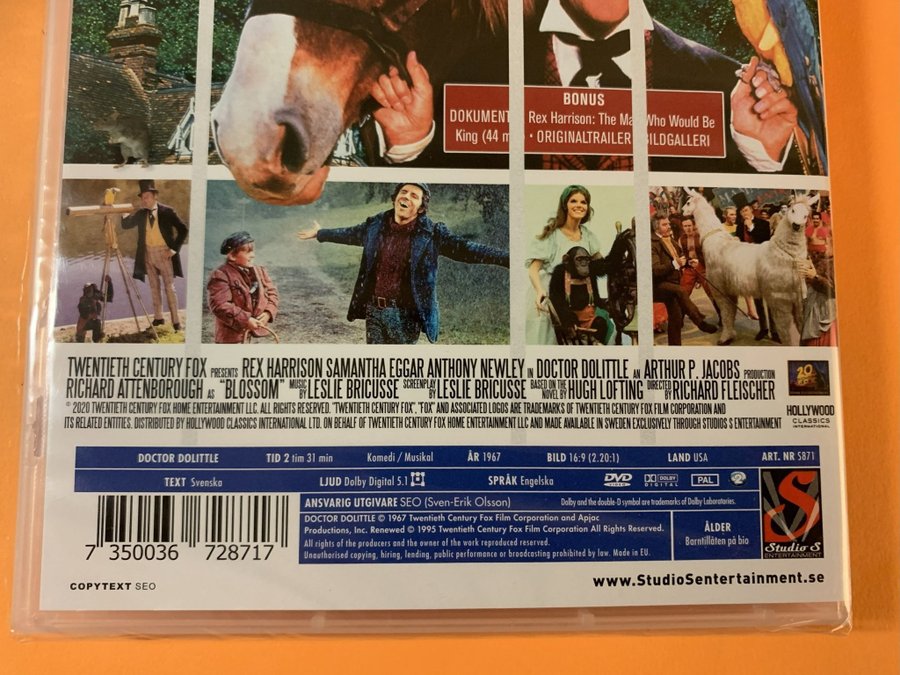 BONUS
DOKUMENT Rex Harrison: The Ma Who Would Be
King (44 m • ORIGINALTRAILER BILDGALLERI
TWENTIETH CENTURY FOX PRESENTS REX HARRISON SAMANTHA EGGAR ANTHONY NEWLEY IN DOCTOR DOLITTLE AN ARTHUR P. JACOBS PRODUCTION
RICHARD ATTENBOROUGH AS "BLOSSOM" MUSIC BY LESLIE BRICUSSE SCREENPLAY BY LESLIE BRICUSSE BASED ON THE NOVEL BY HUGH LOFTING DIRECTED BY RICHARD FLEISCHER
© 2020 TWENTIETH CENTURY FOX HOME ENTERTAINMENT LLC. ALL RIGHTS RESERVED. "TWENTIETH CENTURY FOX", "FOX" AND ASSOCIATED LOGOS ARE TRADEMARKS OF TWENTIETH CENTURY FOX FILM CORPORATION AND
ITS RELATED ENTITIES. DISTRIBUTED BY HOLLYWOOD CLASSICS INTERNATIONAL LTD. ON BEHALF OF TWENTIETH CENTURY FOX HOME ENTERTAINMENT LLC AND MADE AVAILABLE IN SWEDEN EXCLUSIVELY THROUGH STUDIOS S ENTERTAINMENT
20
HOLLYWOOD
CLASSICS
INTERNATIONAL
DOCTOR DOLITTLE TID 2 tim 31 min Komedi / Musikal ÅR 1967 BILD 16:9 (2.20:1) LAND USA ART. NR 5871
TEXT Svenska LJUD Dolby Digital 5.1 SPRÅK Engelska DVD VIDEO DOLBY DIGITAL PAL 2
ANSVARIG UTGIVARE SEO (Sven-Erik Olsson) Dolby and the double-D symbol are trademarks of Dolby Laboratories.
DOCTOR DOLITTLE © 1967 Twentieth Century Fox Film Corporation and Apjac
Productions, Inc. Renewed © 1995 Twentieth Century Fox Film Corporation All Rights Reserved.
All rights of the producers and the owner of the work reproduced reserved.
Unauthorised copying, hiring, lending, public performance or broadcasting prohibited by law. Made in EU.
ÅLDER
Barntillåten på bio
S
Studio S
ENTERTAINMENT
7 350036 728717
COPYTEXT SEO
www.StudioSentertainment.se